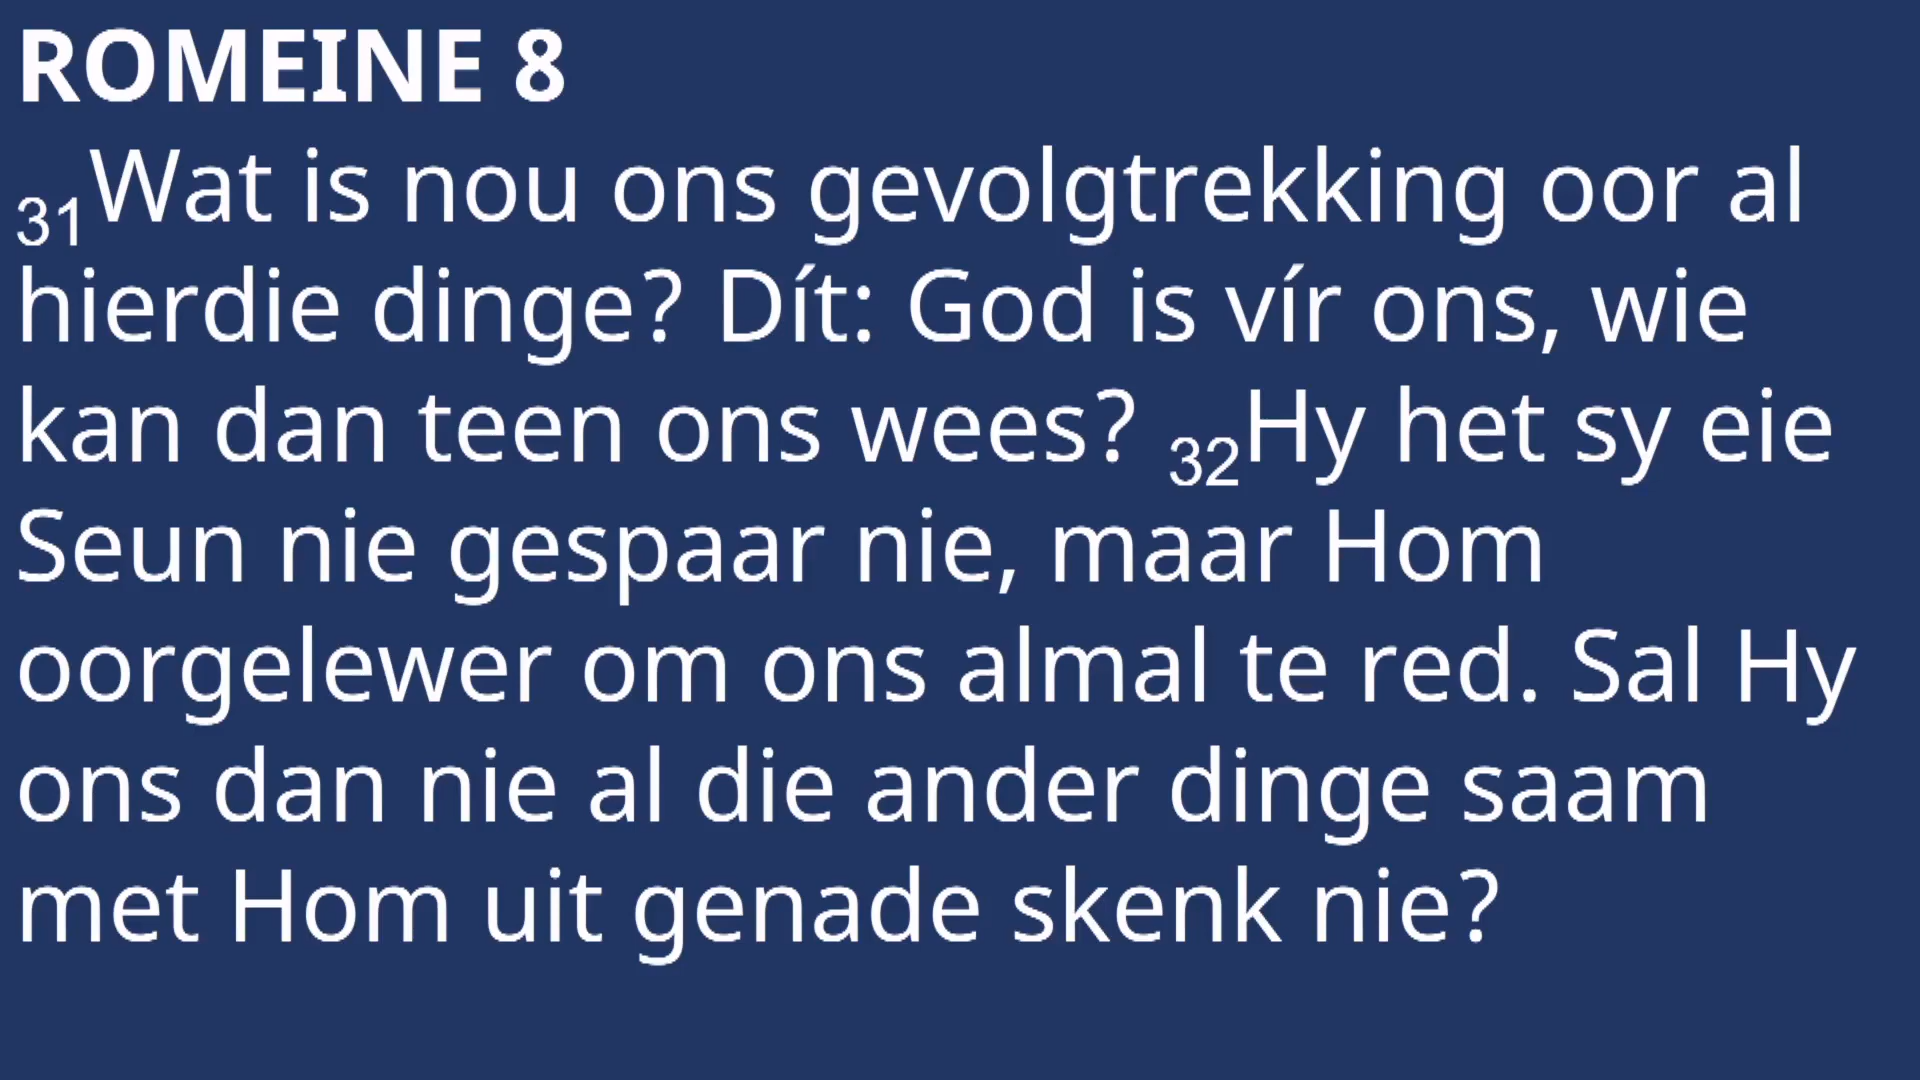 ROMEINE 8
31Wat is nou ons gevolgtrekking oor al
hierdie dinge? Dít: God is vír ons, wie
kan dan teen ons wees? 32Hy het sy eie
Seun nie gespaar nie, maar Hom
oorgelewer om ons almal te red. Sal Hy
ons dan nie al die ander dinge saam
met Hom uit genade skenk nie?